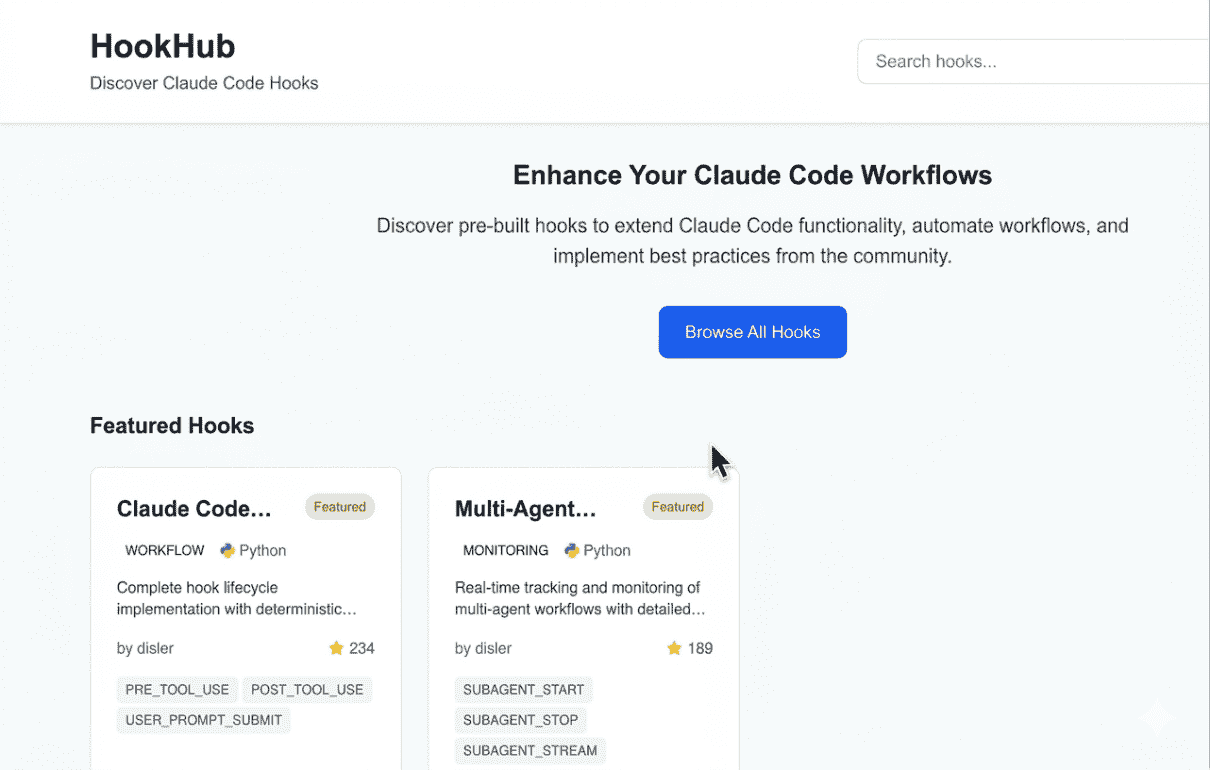 HookHub
Discover Claude Code Hooks
Search hooks...
Enhance Your Claude Code Workflows
Discover pre-built hooks to extend Claude Code functionality, automate workflows, and
implement best practices from the community.
Browse All Hooks
Featured Hooks
Claude Code...
Featured
WORKFLOW Python
Complete hook lifecycle
implementation with deterministic...
by disler
234
PRE_TOOL_USE POST_TOOL_USE
USER_PROMPT_SUBMIT
Multi-Agent...
Featured
MONITORING Python
Real-time tracking and monitoring of
multi-agent workflows with detailed...
by disler
189
SUBAGENT_START
SUBAGENT_STOP
SUBAGENT_STREAM